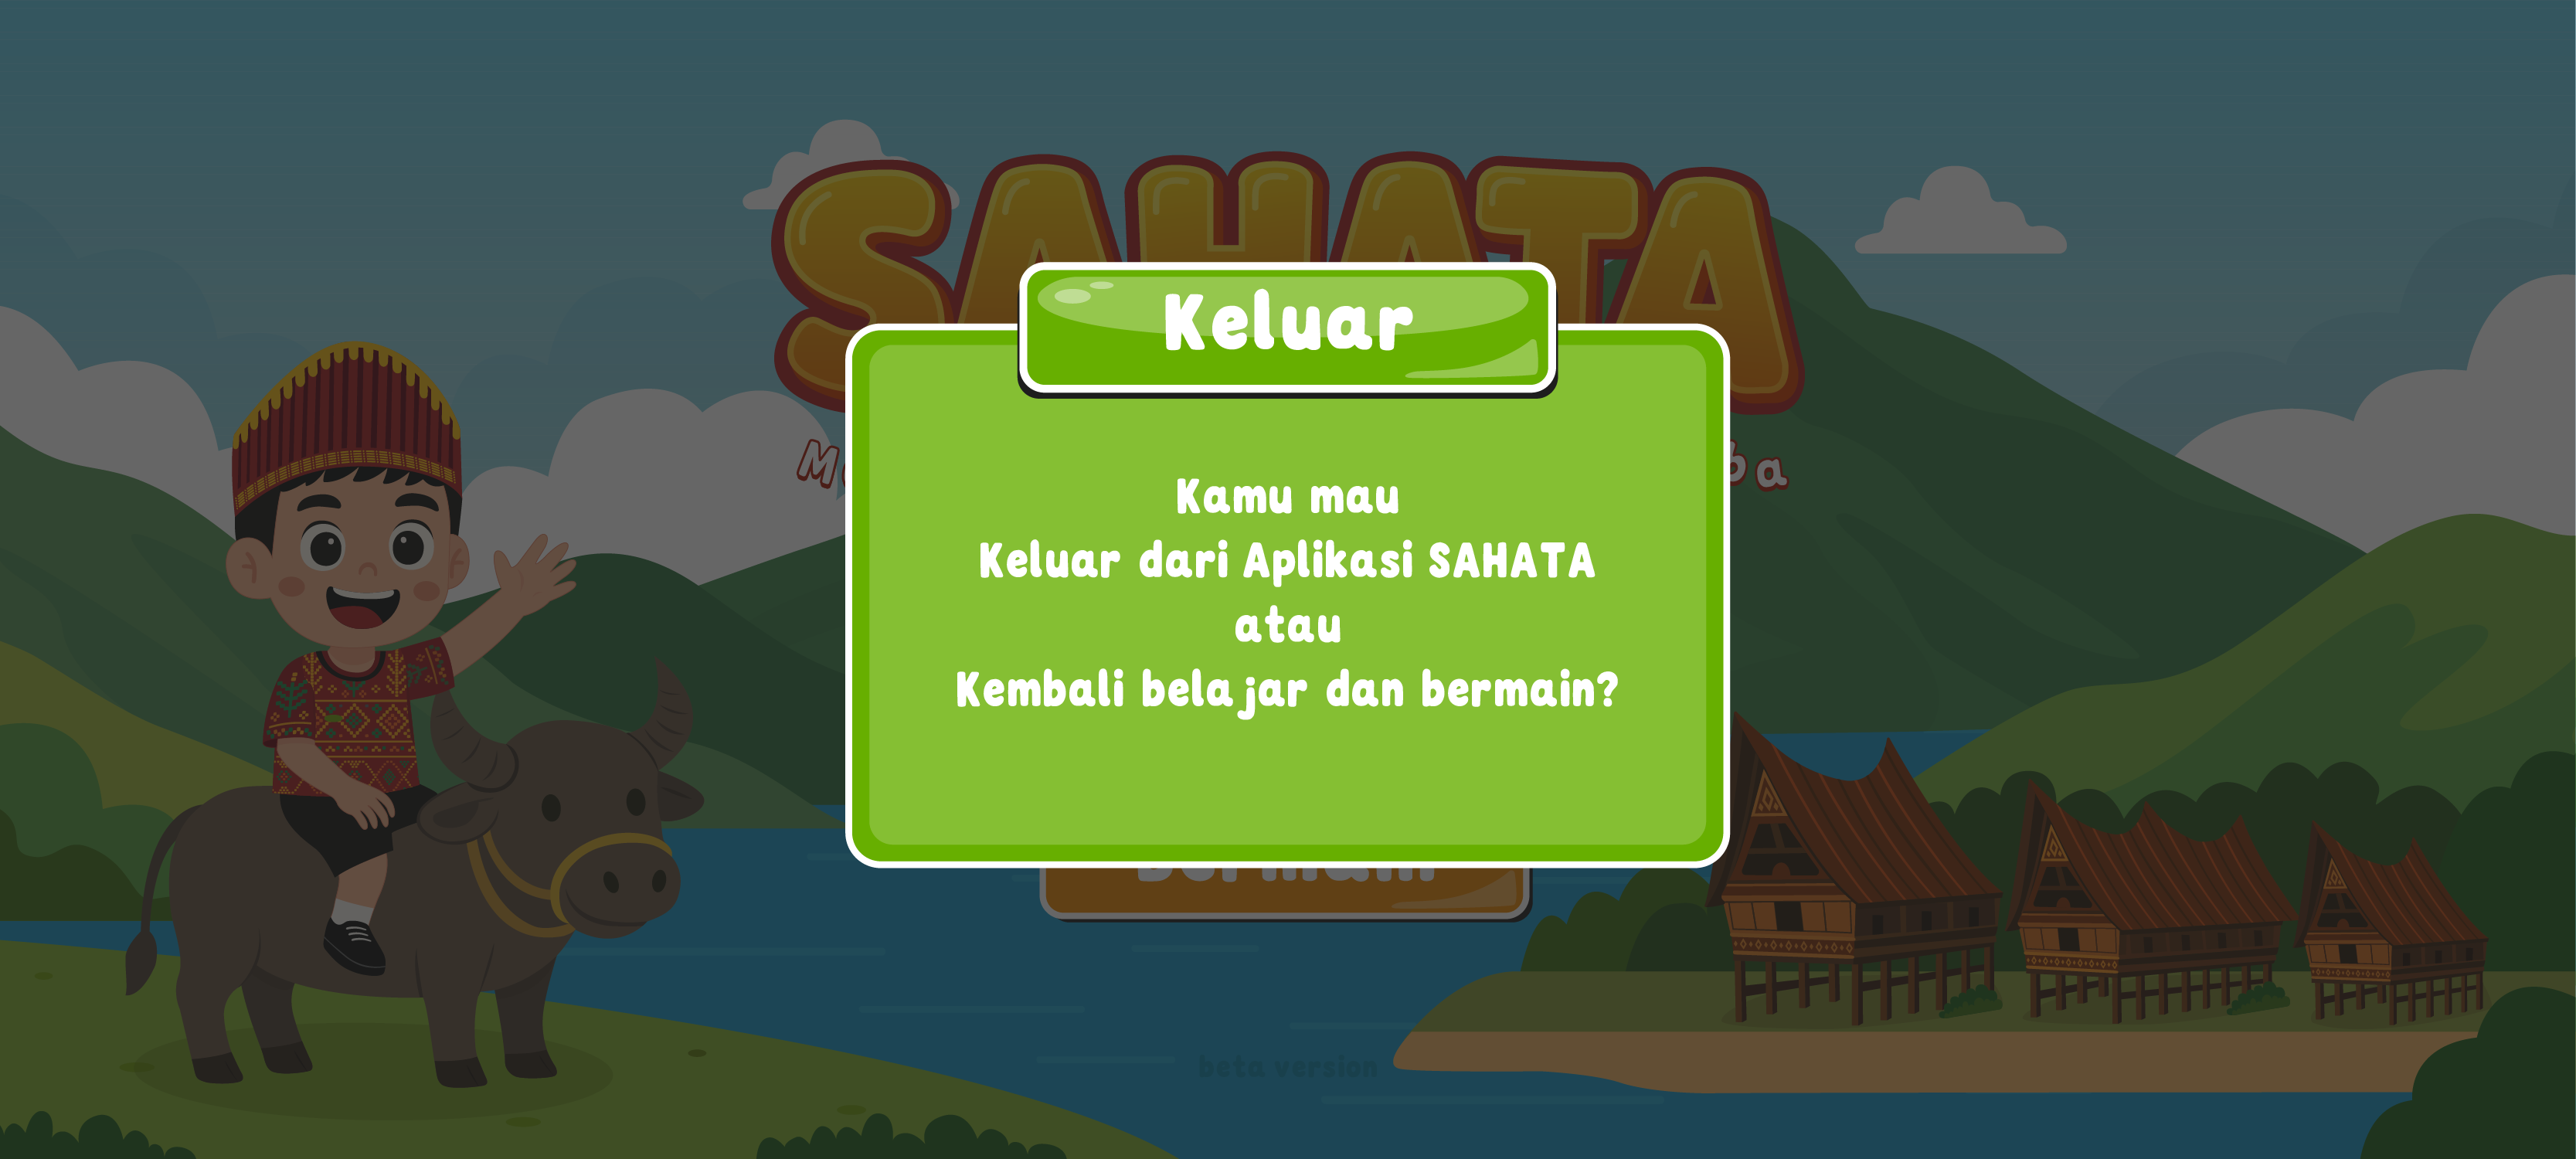 SAHATA
Keluar
Kamu mau
Keluar dari Aplikasi SAHATA
atau
Kembali belajar dan bermain?
beta version